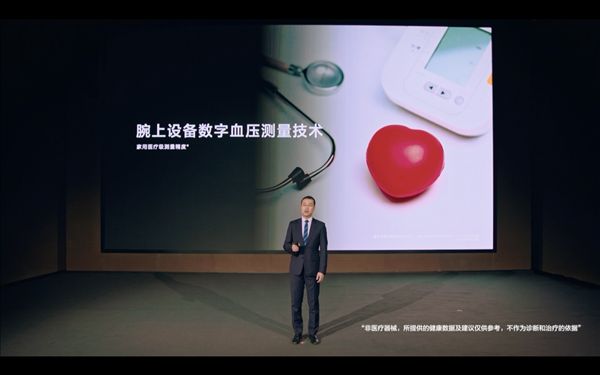 腕上设备数字血压测量技术
家用医疗级测量精度*
“非医疗器械，所提供的健康数据及建议仅供参考，不作为诊断和治疗的依据”